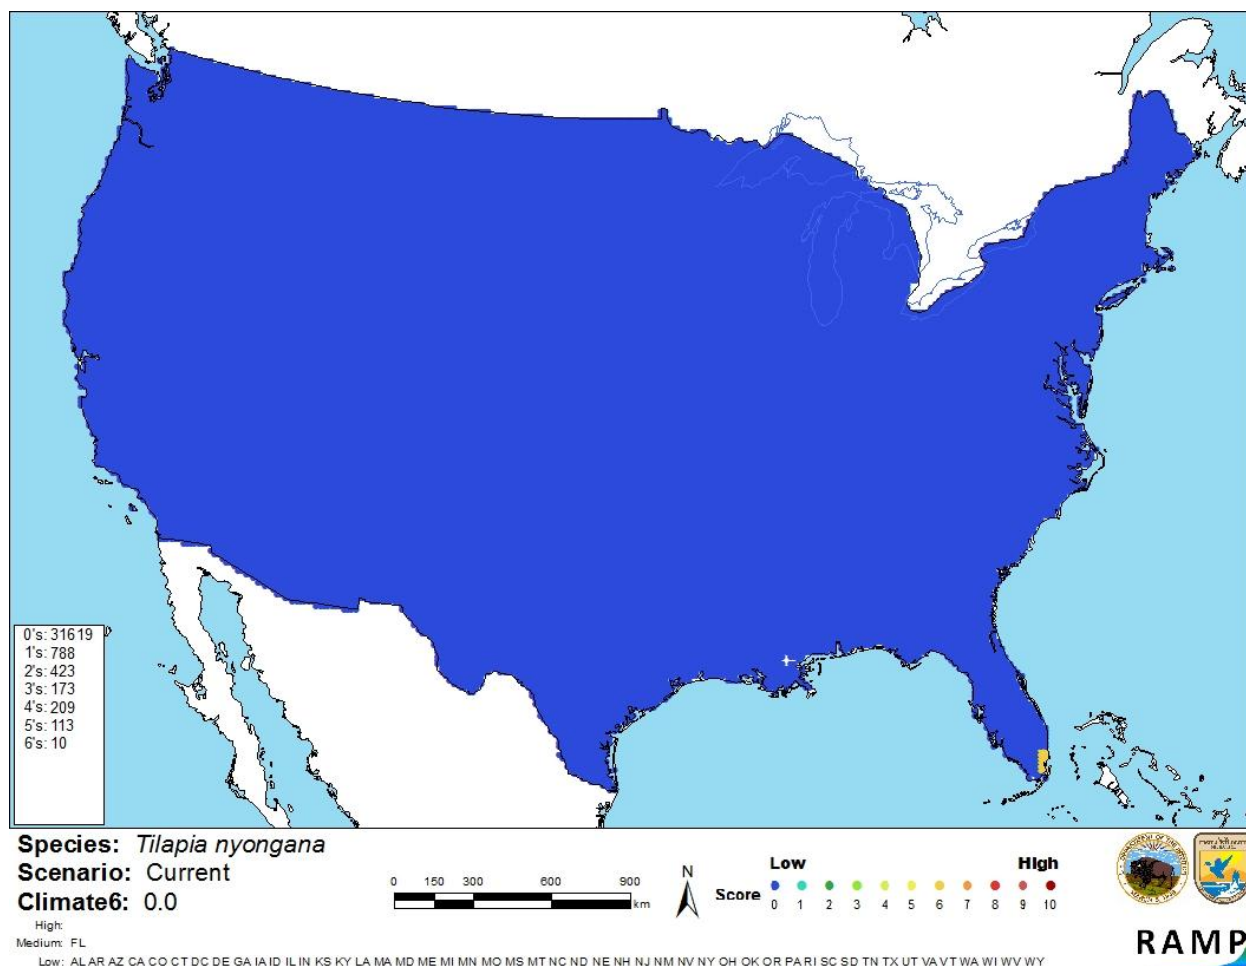 0's: 31619
1's: 788
2's: 423
3's: 173
4's: 209
5's: 113
6's: 10
Species: Tilapia nyongana
Scenario: Current
Climate6: 0.0
High:
Medium: FL
Low: AL AR AZ CA CO CT DC DE GA IA ID IL IN KS KY LA MA MD ME MI MN MO MS MT NC ND NE NH NJ NM NV NY OH OK OR PA RI SC SD TN TX UT VA VT WA WI WV WY
0 150 300 600 900
km
N
Low High
Score
0 1 2 3 4 5 6 7 8 9 10
RAMP